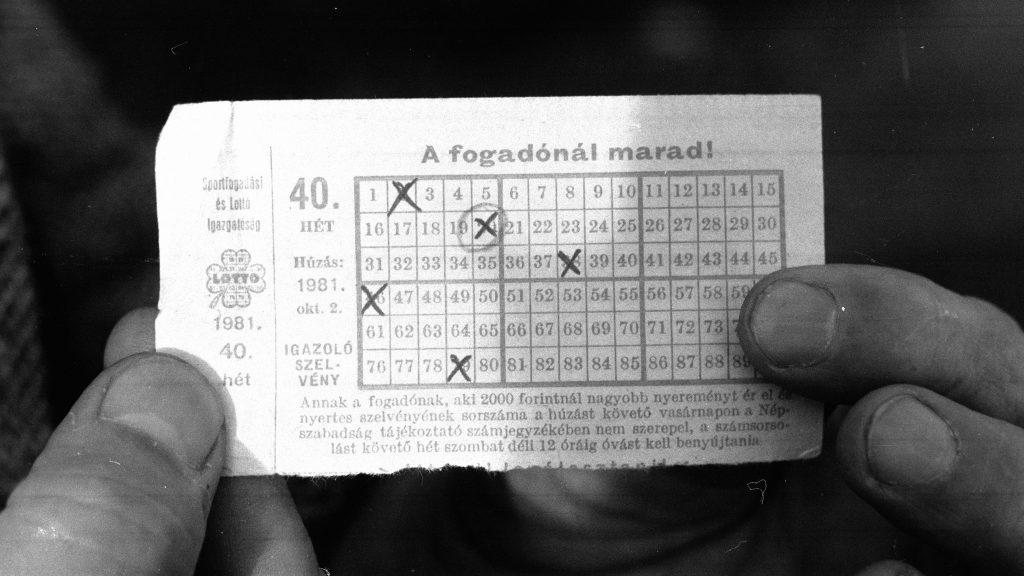 A fogadónál marad!
Sportfogadási
és Lottó
Igazgatóság
LOTTO
1981.
40.
hét
40.
HÉT
Húzás:
1981.
okt. 2.
IGAZOLÓ
SZEL-
VÉNY
1 3 4 5 6 7 8 9 10 11 12 13 14 15
16 17 18 19 21 22 23 24 25 26 27 28 29 30
31 32 33 34 35 36 37 39 40 41 42 43 44 45
47 48 49 50 51 52 53 54 55 56 57 58 59
61 62 63 64 65 66 67 68 69 70 71 72 73
76 77 78 80 81 82 83 84 85 86 87 88 89
Annak a fogadónak, aki 2000 forintnál nagyobb nyereményt ér el és
nyertes szelvényének sorszáma a húzást követő vasárnapon a Nép-
szabadság tájékoztató számjegyzékében nem szerepel, a számsorso-
lást követő hét szombat déli 12 óráig óvást kell benyújtania